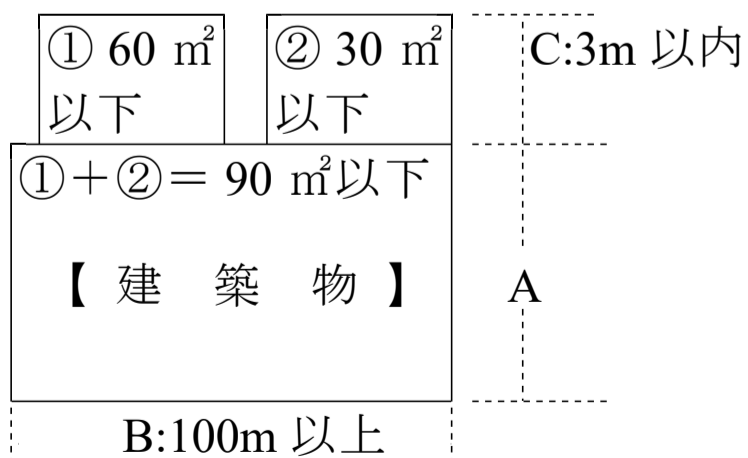 ① 60 ㎡
以下
② 30 ㎡
以下
C:3m 以内
①＋②＝ 90 ㎡以下
【 建 築 物 】
A
B:100m 以上